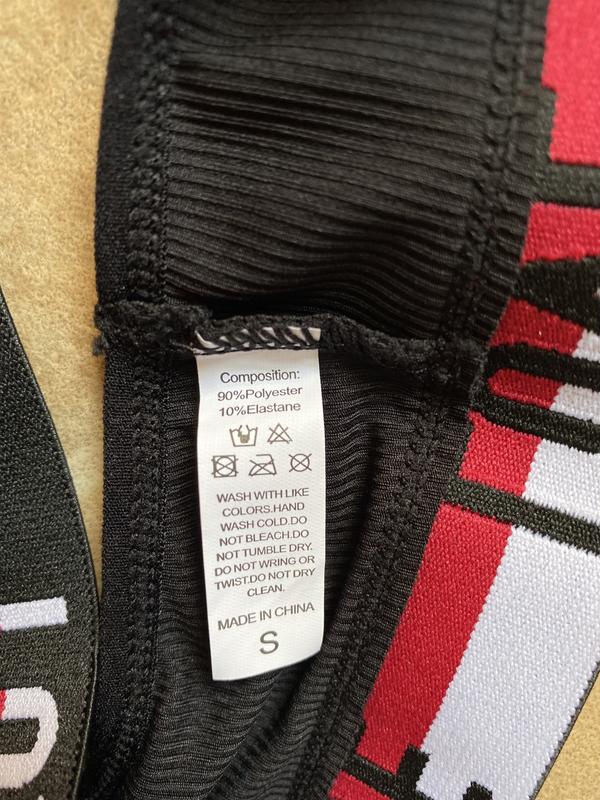 Composition:
90%Polyester
10%Elastane
WASH WITH LIKE
COLORS.HAND
WASH COLD.DO
NOT BLEACH.DO
NOT TUMBLE DRY.
DO NOT WRING OR
TWIST.DO NOT DRY
CLEAN.
MADE IN CHINA
S